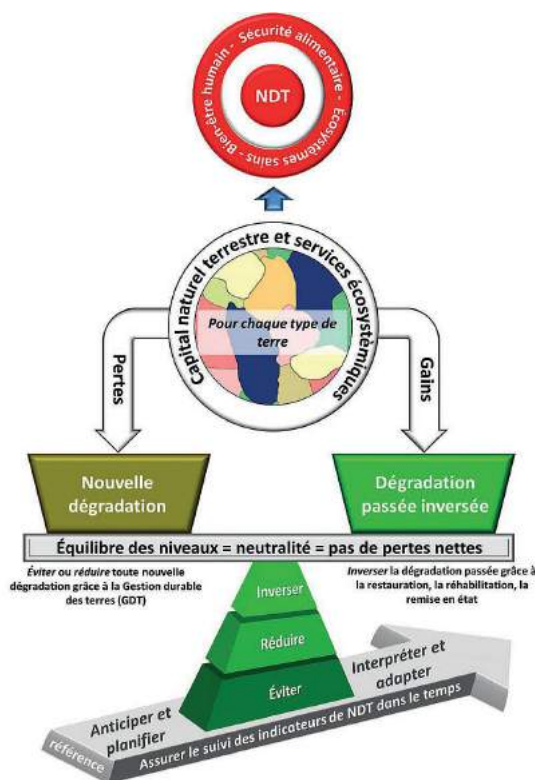 Bien-être humain - Sécurité alimentaire - Écosystèmes sains -
NDT
Capital naturel terrestre et services écosystémiques
Pour chaque type de
terre
Pertes
Gains
Nouvelle
dégradation
Dégradation
passée inversée
Équilibre des niveaux = neutralité = pas de pertes nettes
Éviter ou réduire toute nouvelle
dégradation grâce à la Gestion durable
des terres (GDT)
Inverser la dégradation passée grâce à
la restauration, la réhabilitation, la
remise en état
Inverser
Réduire
Éviter
Anticiper et
planifier
Interpréter et
adapter
référence
Assurer le suivi des indicateurs de NDT dans le temps